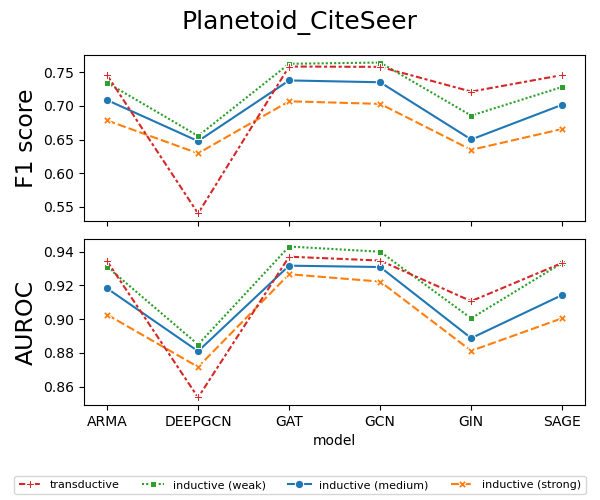 Planetoid_CiteSeer
F1 score
0.75
0.70
0.65
0.60
0.55
AUROC
0.94
0.92
0.90
0.88
0.86
ARMA DEEPGCN GAT GCN GIN SAGE
model
transductive inductive (weak) inductive (medium) inductive (strong)